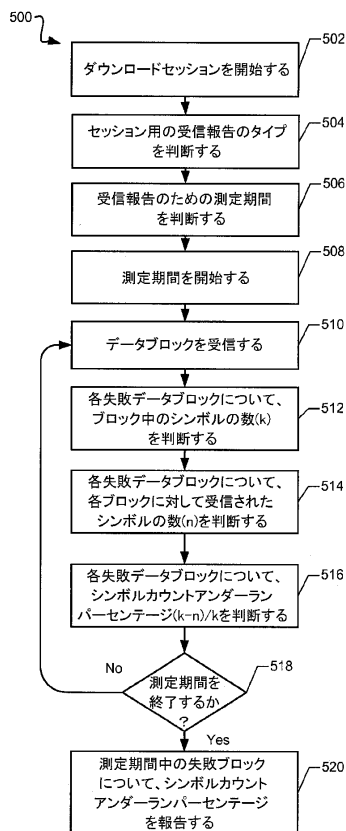 500
ダウンロードセッションを開始する
502
セッション用の受信報告のタイプ
を判断する
504
受信報告のための測定期間
を判断する
506
測定期間を開始する
508
データブロックを受信する
510
各失敗データブロックについて、
ブロック中のシンボルの数(k)
を判断する
512
各失敗データブロックについて、
各ブロックに対して受信された
シンボルの数(n)を判断する
514
各失敗データブロックについて、
シンボルカウントアンダーラン
パーセンテージ(k-n)/kを判断する
516
No
測定期間を
終了するか
?
518
Yes
測定期間中の失敗ブロック
について、シンボルカウント
アンダーランパーセンテージ
を報告する
520